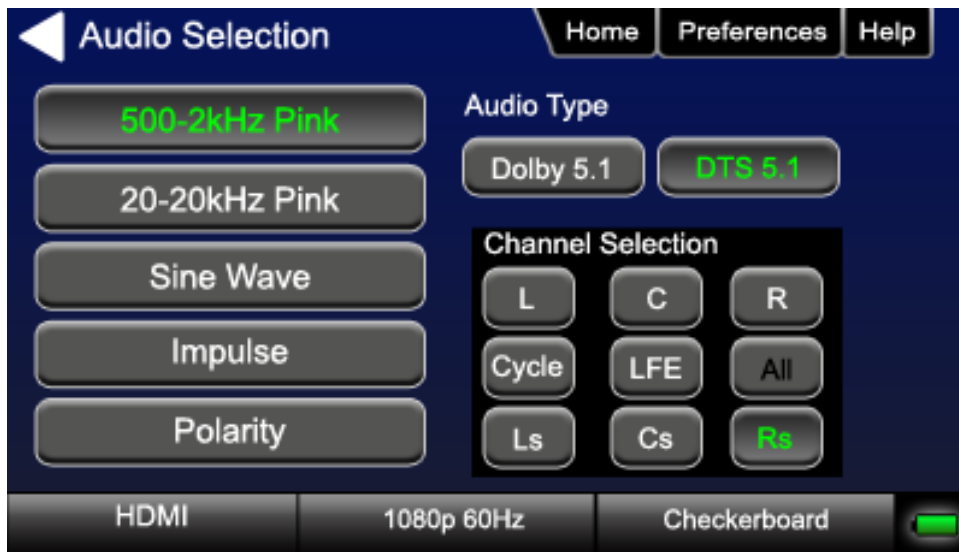 Audio Selection
Home
Preferences
Help
500-2kHz Pink
20-20kHz Pink
Sine Wave
Impulse
Polarity
Audio Type
Dolby 5.1
DTS 5.1
Channel Selection
L
C
R
Cycle
LFE
All
Ls
Cs
Rs
HDMI
1080p 60Hz
Checkerboard